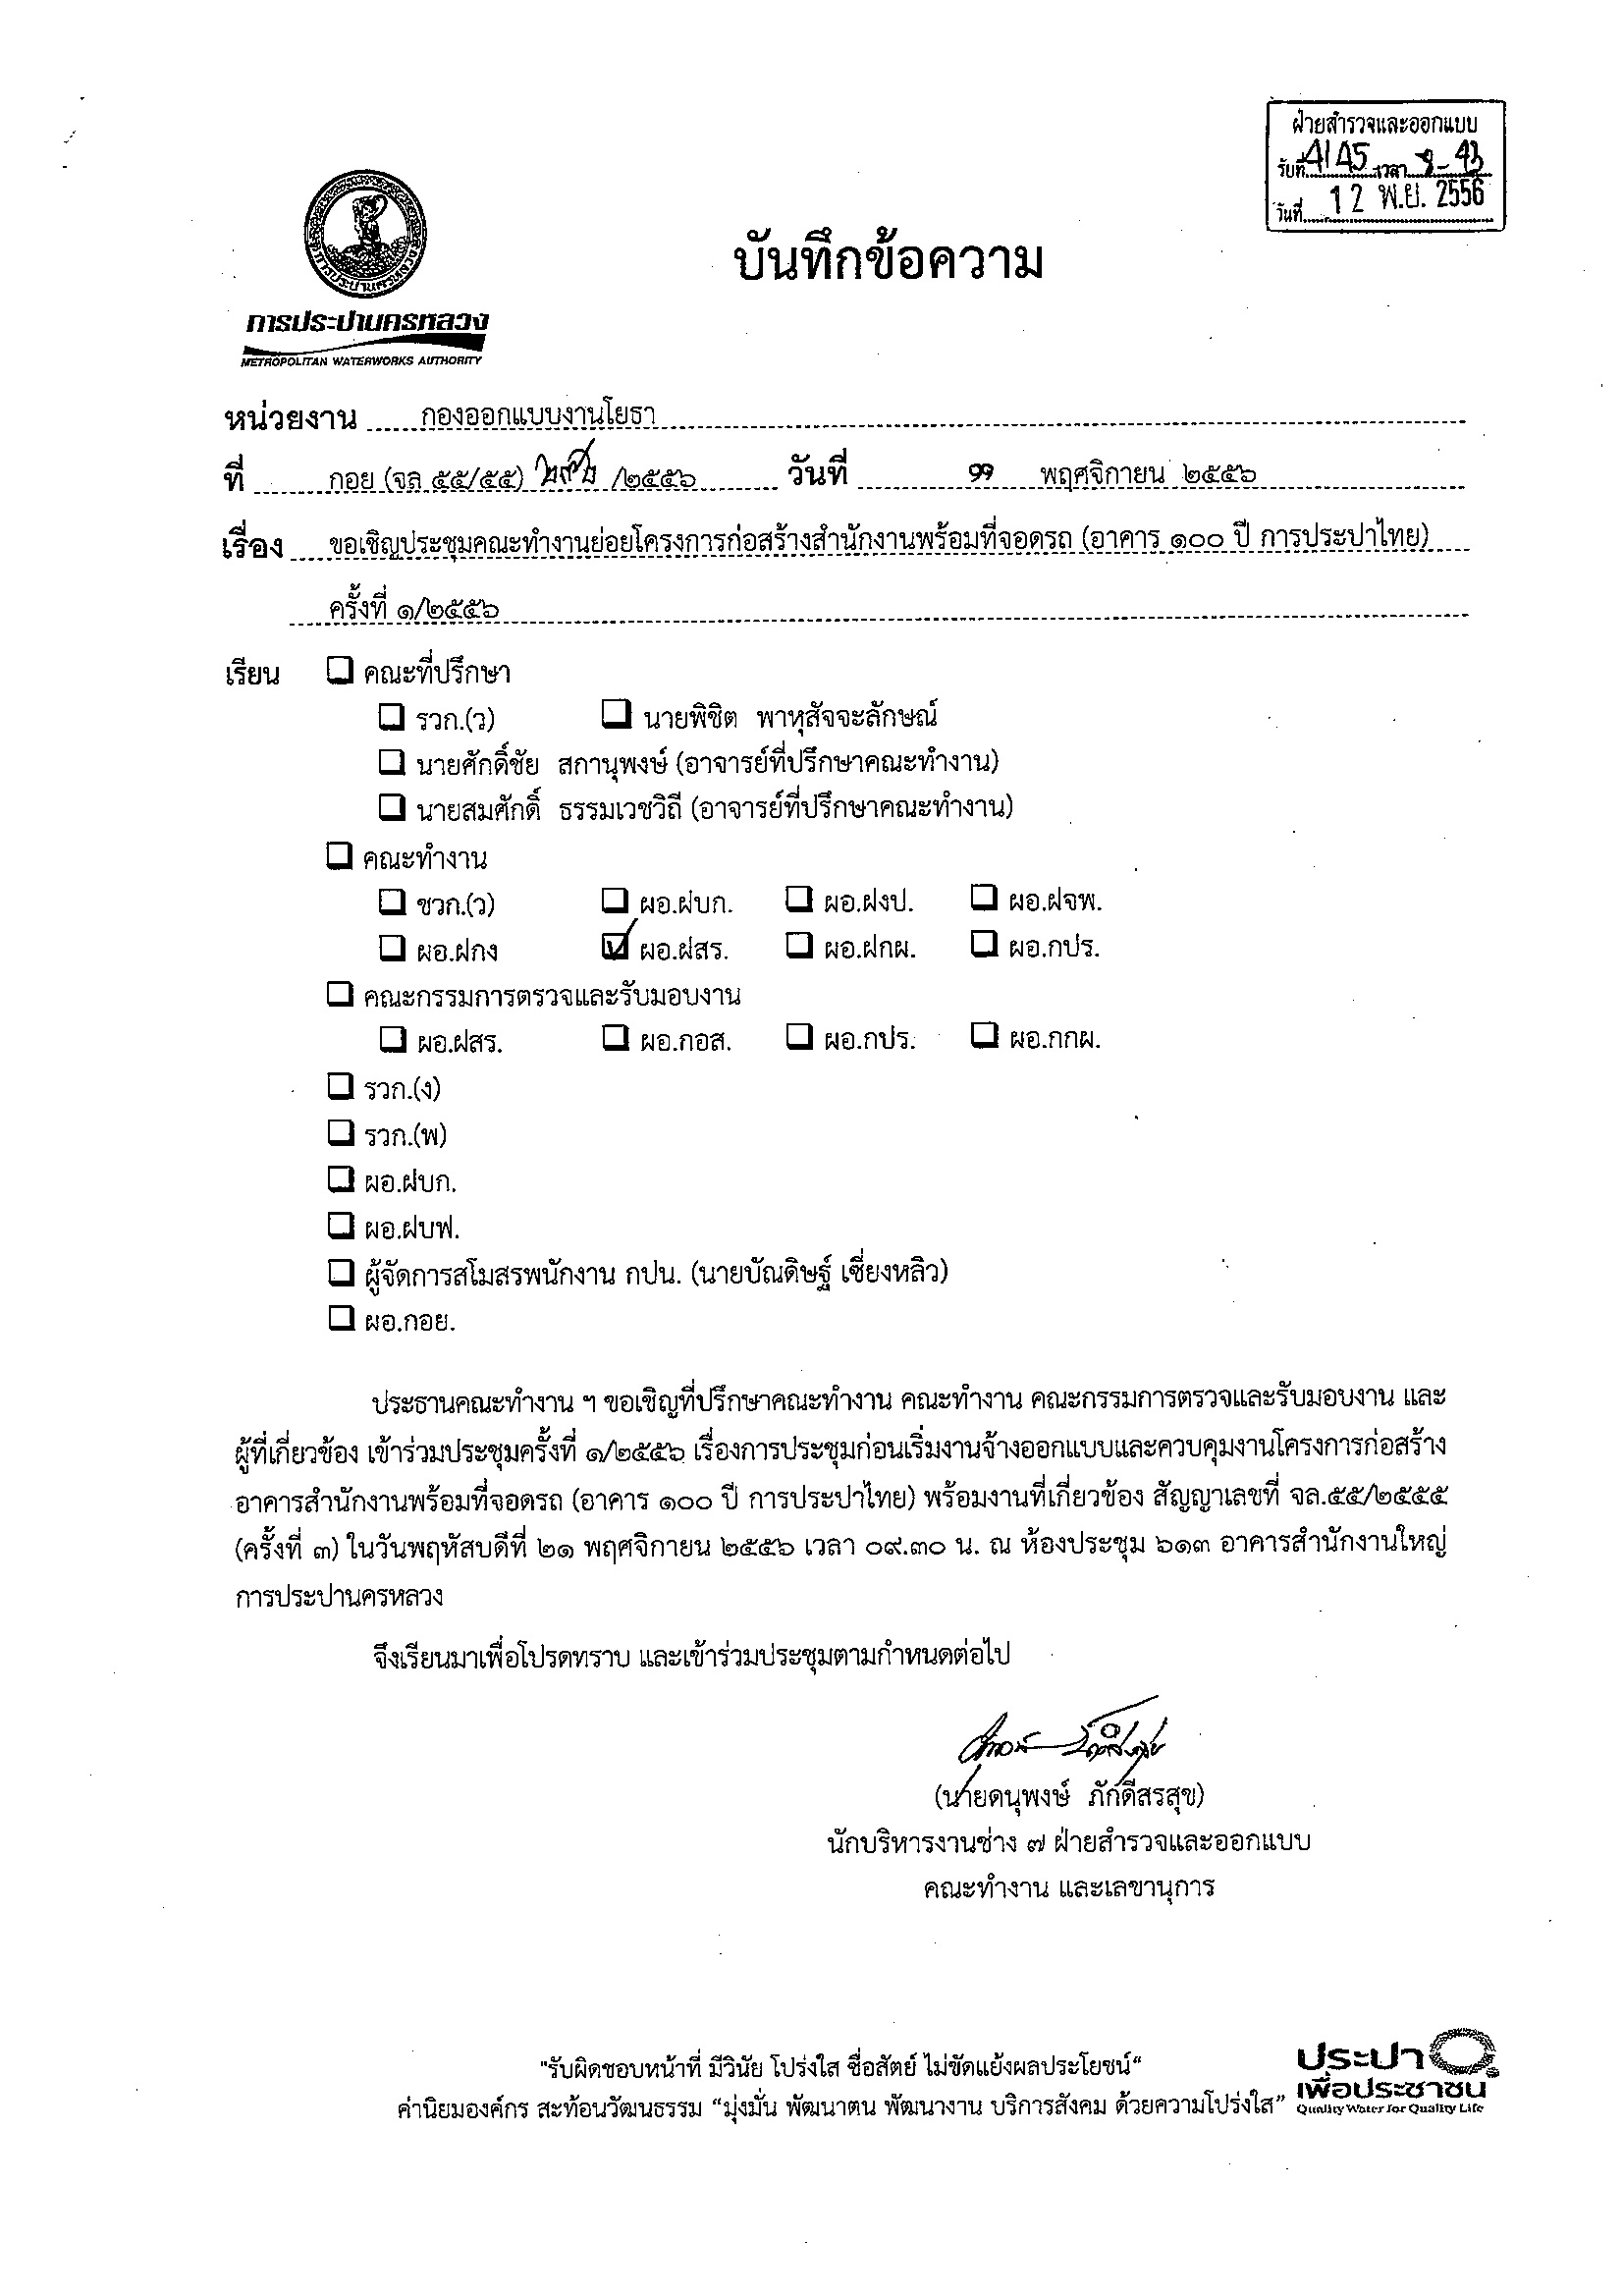 ฝ่ายสำรวจและออกแบบ
รับที่ 4145 เวลา 9-43
วันที่ 12 พ.ย. 2556
การประปานครหลวง
METROPOLITAN WATERWORKS AUTHORITY
บันทึกข้อความ
หน่วยงาน กองออกแบบงานโยธา
ที่ กอย (จล ๕๕/๕๕) /๒๕๕๖ วันที่ ๑๑ พฤศจิกายน ๒๕๕๖
เรื่อง ขอเชิญประชุมคณะทำงานย่อยโครงการก่อสร้างสำนักงานพร้อมที่จอดรถ (อาคาร ๑๐๐ ปี การประปาไทย)
ครั้งที่ ๑/๒๕๕๖
เรียน ❑ คณะที่ปรึกษา
❑ รวก.(ว) ❑ นายพิชิต พาหุสัจจะลักษณ์
❑ นายศักดิ์ชัย สกานุพงษ์ (อาจารย์ที่ปรึกษาคณะทำงาน)
❑ นายสมศักดิ์ ธรรมเวชวิถี (อาจารย์ที่ปรึกษาคณะทำงาน)
❑ คณะทำงาน
❑ ชวก.(ว) ❑ ผอ.ฝบก. ❑ ผอ.ฝงป. ❑ ผอ.ฝจพ.
❑ ผอ.ฝกง ☑ ผอ.ฝสร. ❑ ผอ.ฝกผ. ❑ ผอ.กปร.
❑ คณะกรรมการตรวจและรับมอบงาน
❑ ผอ.ฝสร. ❑ ผอ.กอส. ❑ ผอ.กปร. ❑ ผอ.กกผ.
❑ รวก.(ง)
❑ รวก.(พ)
❑ ผอ.ฝบก.
❑ ผอ.ฝบฟ.
❑ ผู้จัดการสโมสรพนักงาน กปน. (นายบัณดิษฐ์ เซี่ยงหลิว)
❑ ผอ.กอย.
ประธานคณะทำงาน ฯ ขอเชิญที่ปรึกษาคณะทำงาน คณะทำงาน คณะกรรมการตรวจและรับมอบงาน และ
ผู้ที่เกี่ยวข้อง เข้าร่วมประชุมครั้งที่ ๑/๒๕๕๖ เรื่องการประชุมก่อนเริ่มงานจ้างออกแบบและควบคุมงานโครงการก่อสร้าง
อาคารสำนักงานพร้อมที่จอดรถ (อาคาร ๑๐๐ ปี การประปาไทย) พร้อมงานที่เกี่ยวข้อง สัญญาเลขที่ จล.๕๕/๒๕๕๕
(ครั้งที่ ๓) ในวันพฤหัสบดีที่ ๒๑ พฤศจิกายน ๒๕๕๖ เวลา ๐๙.๓๐ น. ณ ห้องประชุม ๖๑๓ อาคารสำนักงานใหญ่
การประปานครหลวง
จึงเรียนมาเพื่อโปรดทราบ และเข้าร่วมประชุมตามกำหนดต่อไป
(นายดนุพงษ์ ภักดีสรสุข)
นักบริหารงานช่าง ๗ ฝ่ายสำรวจและออกแบบ
คณะทำงาน และเลขานุการ
"รับผิดชอบหน้าที่ มีวินัย โปร่งใส ซื่อสัตย์ ไม่ขัดแย้งผลประโยชน์"
ค่านิยมองค์กร สะท้อนวัฒนธรรม "มุ่งมั่น พัฒนาตน พัฒนางาน บริการสังคม ด้วยความโปร่งใส"
ประปา
เพื่อประชาชน
Quality Water for Quality Life